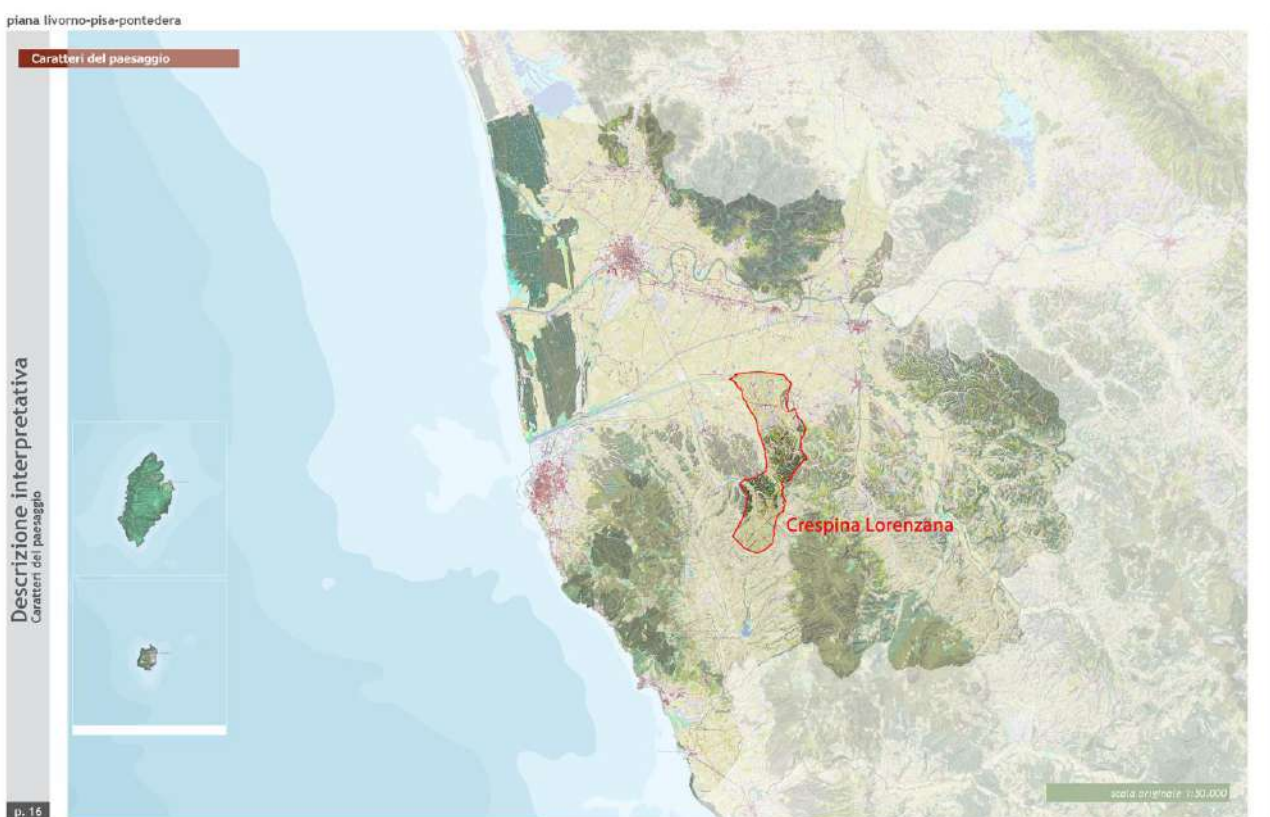 piana livorno-pisa-pontedera
Caratteri del paesaggio
Descrizione interpretativa
Caratteri del paesaggio
Crespina Lorenzana
scala originale 1:50.000
p. 16